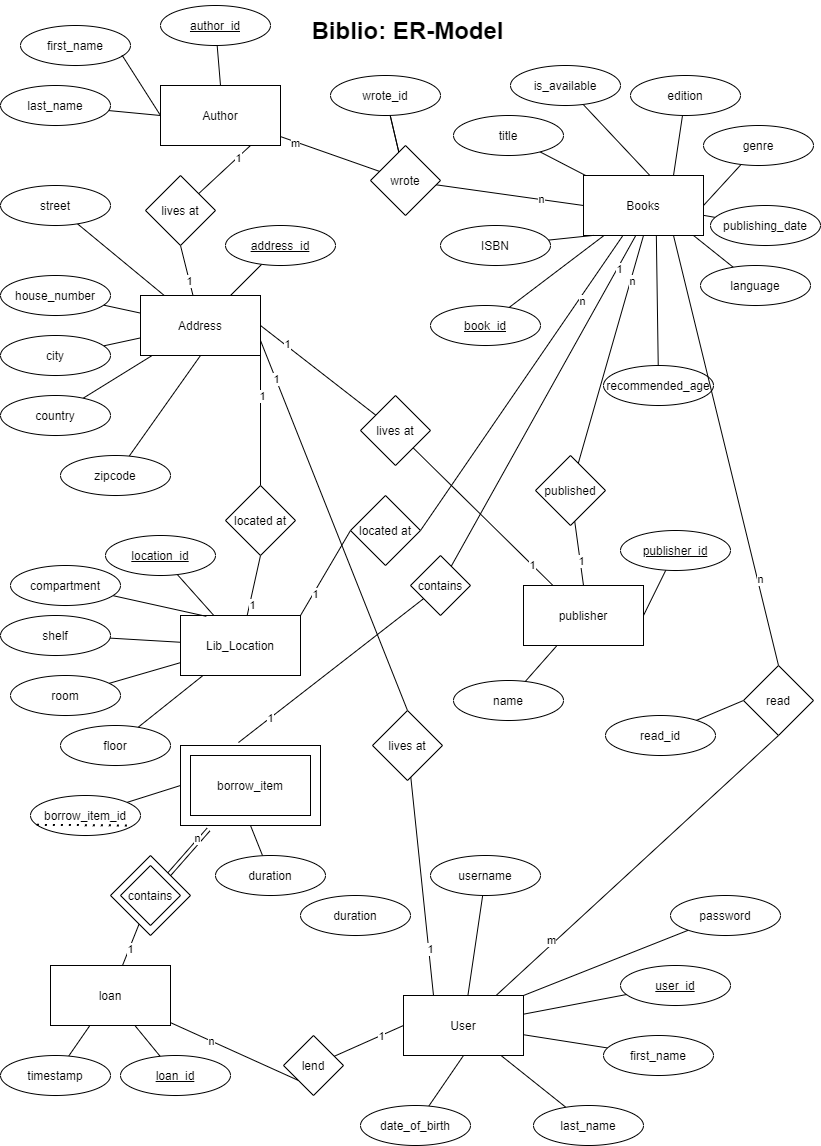 Biblio: ER-Model
author_id
first_name
last_name
Author
wrote_id
is_available
edition
title
genre
m
1
wrote
n
Books
street
lives at
publishing_date
address_id
ISBN
1
1
n
n
language
house_number
book_id
Address
city
1
1
1
recommended_age
country
lives at
zipcode
published
located at
located at
location_id
publisher_id
1
1
compartment
contains
n
1
1
publisher
shelf
Lib_Location
room
name
read
1
floor
lives at
read_id
borrow_item
borrow_item_id
n
duration
username
contains
duration
password
1
1
m
user_id
loan
User
n
1
first_name
lend
timestamp
loan_id
date_of_birth
last_name